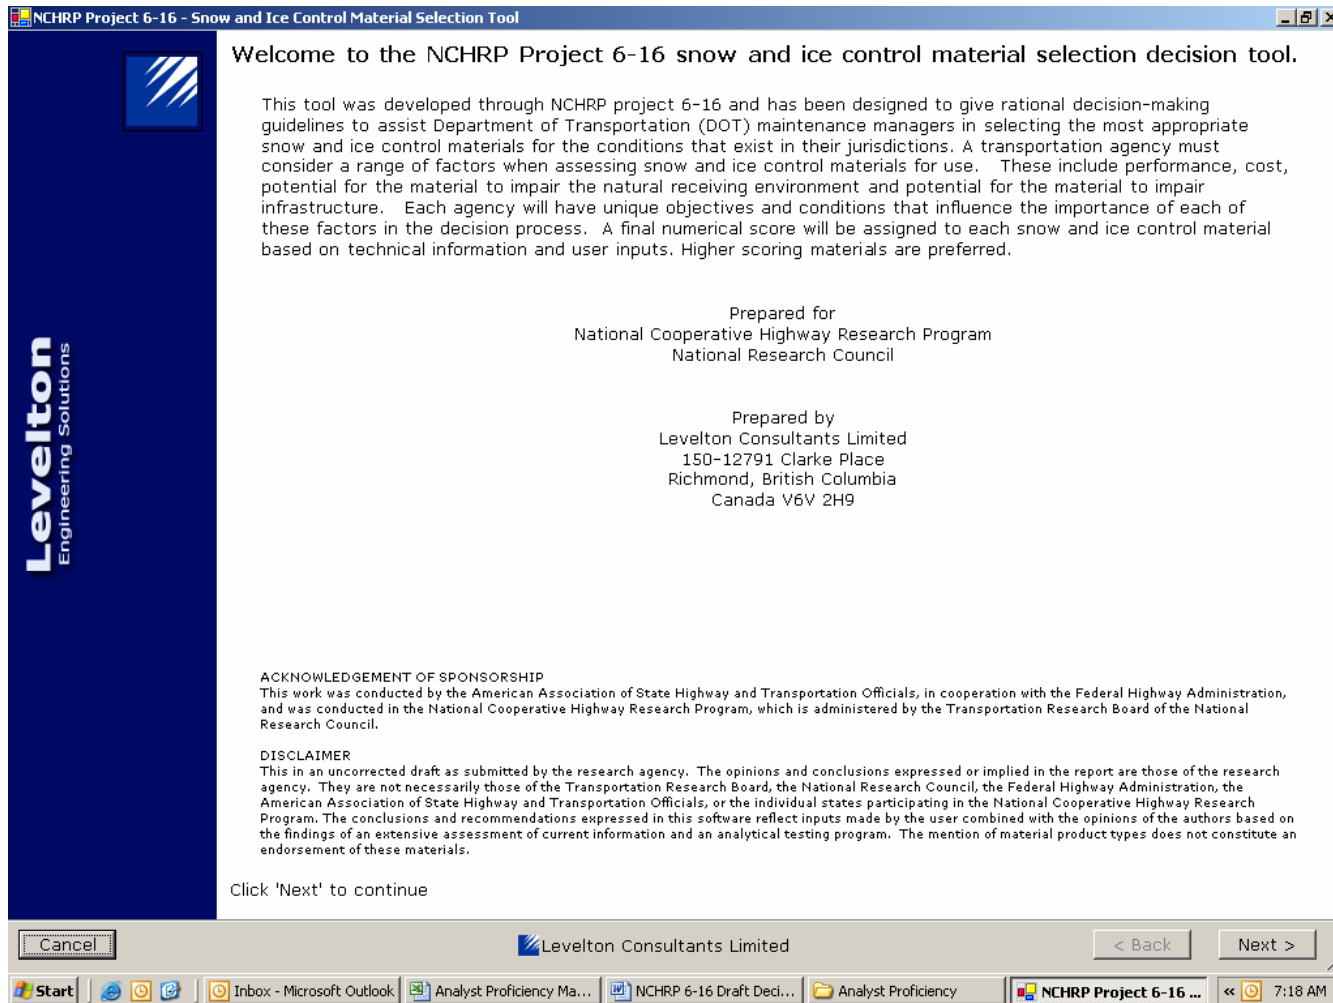 NCHRP Project 6-16 - Snow and Ice Control Material Selection Tool
Welcome to the NCHRP Project 6-16 snow and ice control material selection decision tool.
This tool was developed through NCHRP project 6-16 and has been designed to give rational decision-making
guidelines to assist Department of Transportation (DOT) maintenance managers in selecting the most appropriate
snow and ice control materials for the conditions that exist in their jurisdictions. A transportation agency must
consider a range of factors when assessing snow and ice control materials for use. These include performance, cost,
potential for the material to impair the natural receiving environment and potential for the material to impair
infrastructure. Each agency will have unique objectives and conditions that influence the importance of each of
these factors in the decision process. A final numerical score will be assigned to each snow and ice control material
based on technical information and user inputs. Higher scoring materials are preferred.
Prepared for
National Cooperative Highway Research Program
National Research Council
Prepared by
Levelton Consultants Limited
150-12791 Clarke Place
Richmond, British Columbia
Canada V6V 2H9
Levelton
Engineering Solutions
ACKNOWLEDGEMENT OF SPONSORSHIP
This work was conducted by the American Association of State Highway and Transportation Officials, in cooperation with the Federal Highway Administration,
and was conducted in the National Cooperative Highway Research Program, which is administered by the Transportation Research Board of the National
Research Council.
DISCLAIMER
This in an uncorrected draft as submitted by the research agency. The opinions and conclusions expressed or implied in the report are those of the research
agency. They are not necessarily those of the Transportation Research Board, the National Research Council, the Federal Highway Administration, the
American Association of State Highway and Transportation Officials, or the individual states participating in the National Cooperative Highway Research
Program. The conclusions and recommendations expressed in this software reflect inputs made by the user combined with the opinions of the authors based on
the findings of an extensive assessment of current information and an analytical testing program. The mention of material product types does not constitute an
endorsement of these materials.
Click 'Next' to continue
Cancel
Levelton Consultants Limited
< Back
Next >
Start
Inbox - Microsoft Outlook
Analyst Proficiency Ma...
NCHRP 6-16 Draft Deci...
Analyst Proficiency
NCHRP Project 6-16 ...
«
7:18 AM